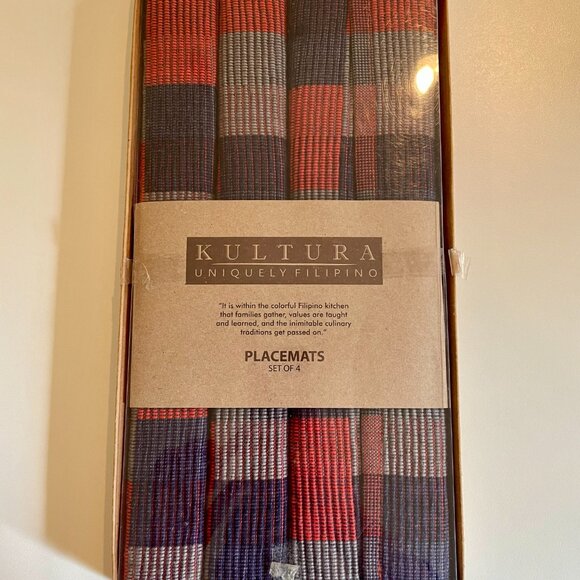 KULTURA
UNIQUELY FILIPINO
"It is within the colorful Filipino kitchen
that families gather, values are taught
and learned, and the inimitable culinary
traditions get passed on."
PLACEMATS
SET OF 4